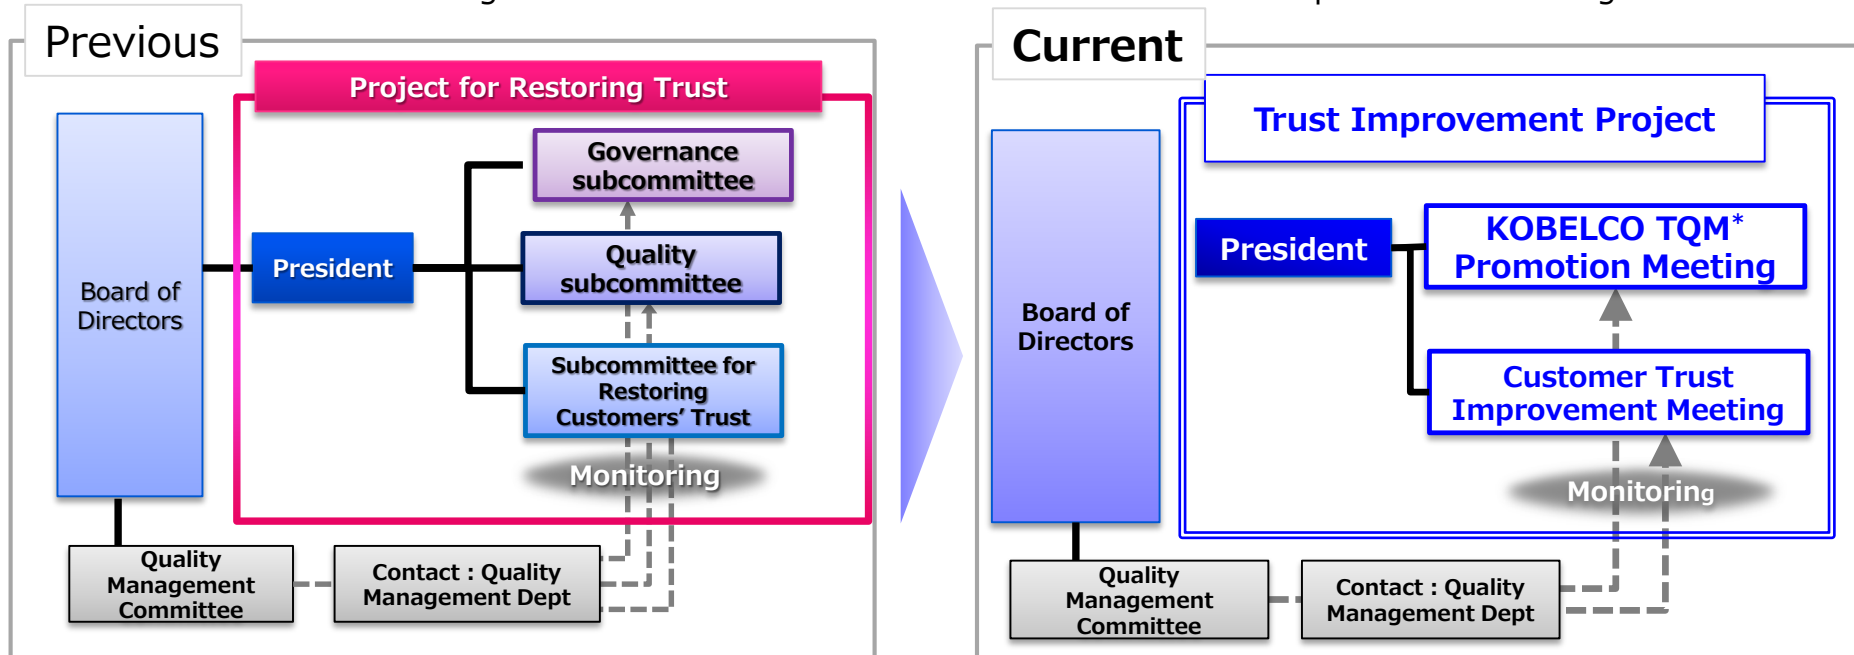 Previous
Project for Restoring Trust
Board of
Directors
President
Governance
subcommittee
Quality
subcommittee
Subcommittee for
Restoring
Customers’ Trust
Monitoring
Quality
Management
Committee
Contact : Quality
Management Dept
Current
Trust Improvement Project
Board of
Directors
President
KOBELCO TQM*
Promotion Meeting
Customer Trust
Improvement Meeting
Monitoring
Quality
Management
Committee
Contact : Quality
Management Dept